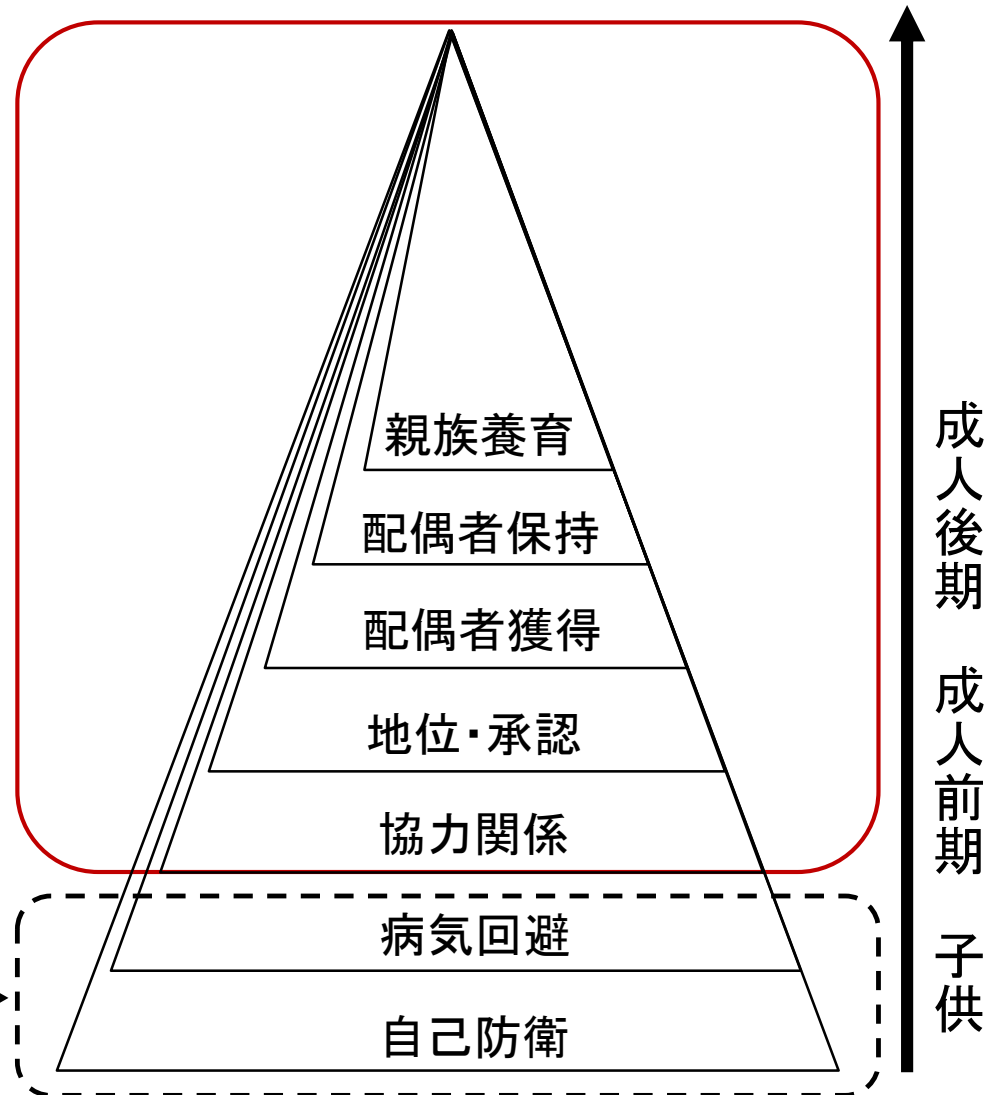 親族養育
配偶者保持
配偶者獲得
地位・承認
協力関係
病気回避
自己防衛
成人後期
成人前期
子供